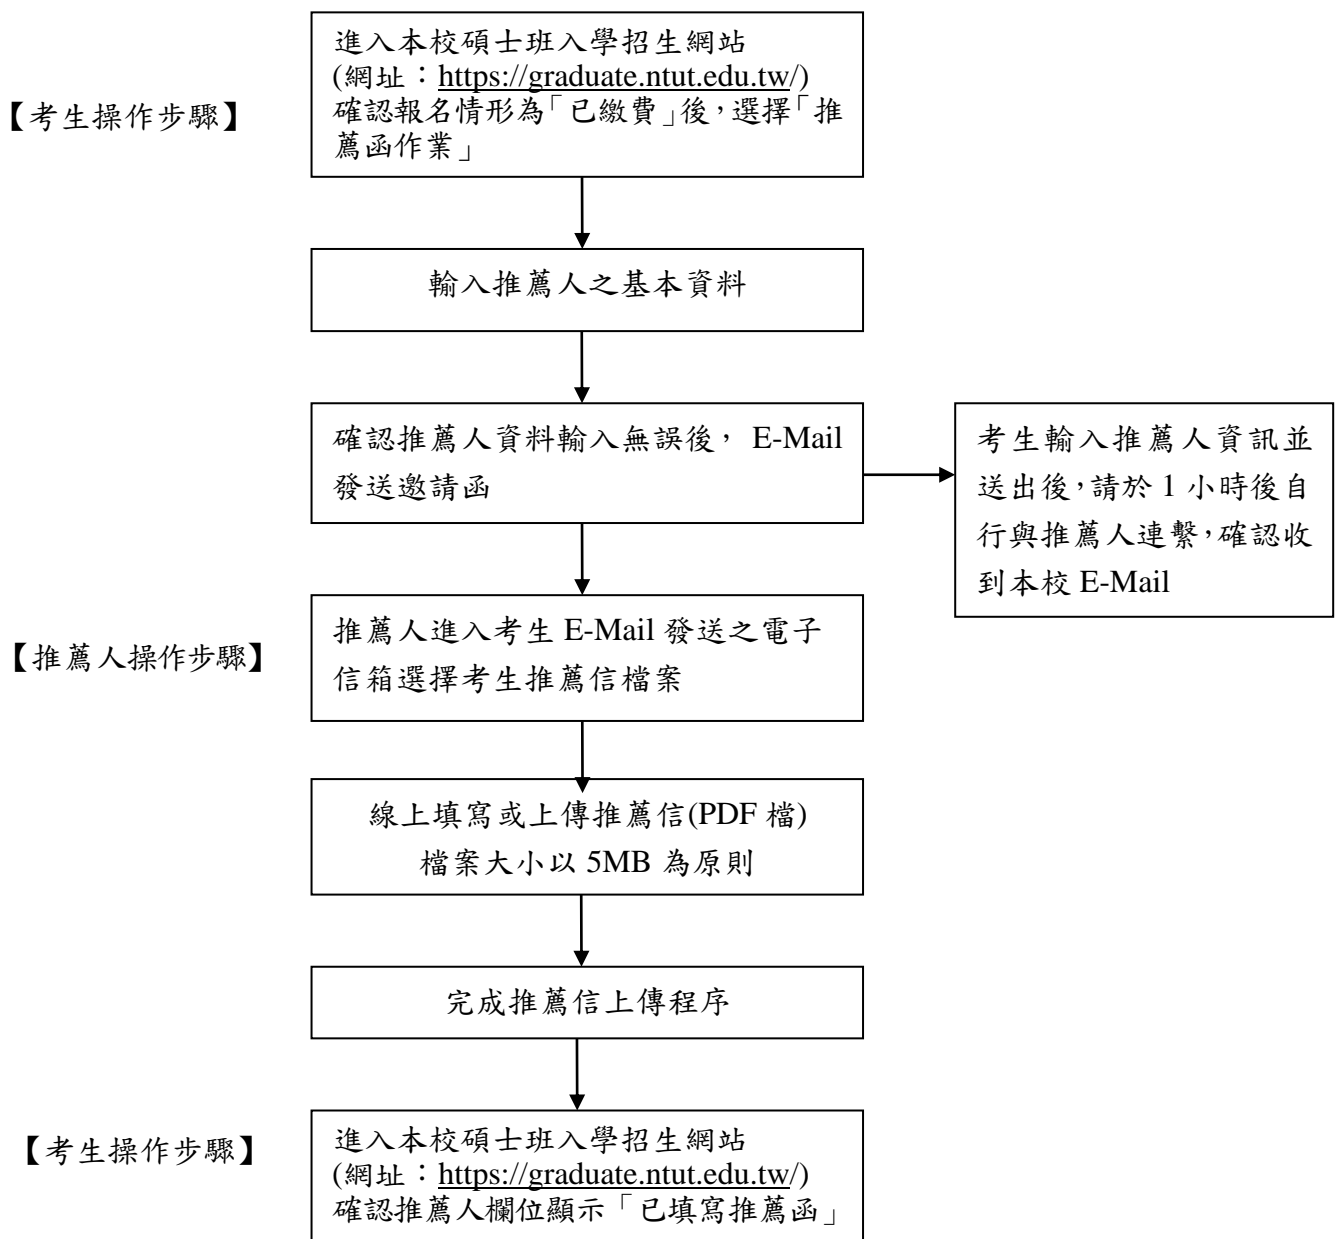 【考生操作步驟】
進入本校碩士班入學招生網站
(網址：https://graduate.ntut.edu.tw/)
確認報名情形為「已繳費」後，選擇「推
薦函作業」
輸入推薦人之基本資料
確認推薦人資料輸入無誤後， E-Mail
發送邀請函
考生輸入推薦人資訊並
送出後，請於 1 小時後自
行與推薦人連繫，確認收
到本校 E-Mail
【推薦人操作步驟】
推薦人進入考生 E-Mail 發送之電子
信箱選擇考生推薦信檔案
線上填寫或上傳推薦信(PDF 檔)
檔案大小以 5MB 為原則
完成推薦信上傳程序
【考生操作步驟】
進入本校碩士班入學招生網站
(網址：https://graduate.ntut.edu.tw/)
確認推薦人欄位顯示「已填寫推薦函」